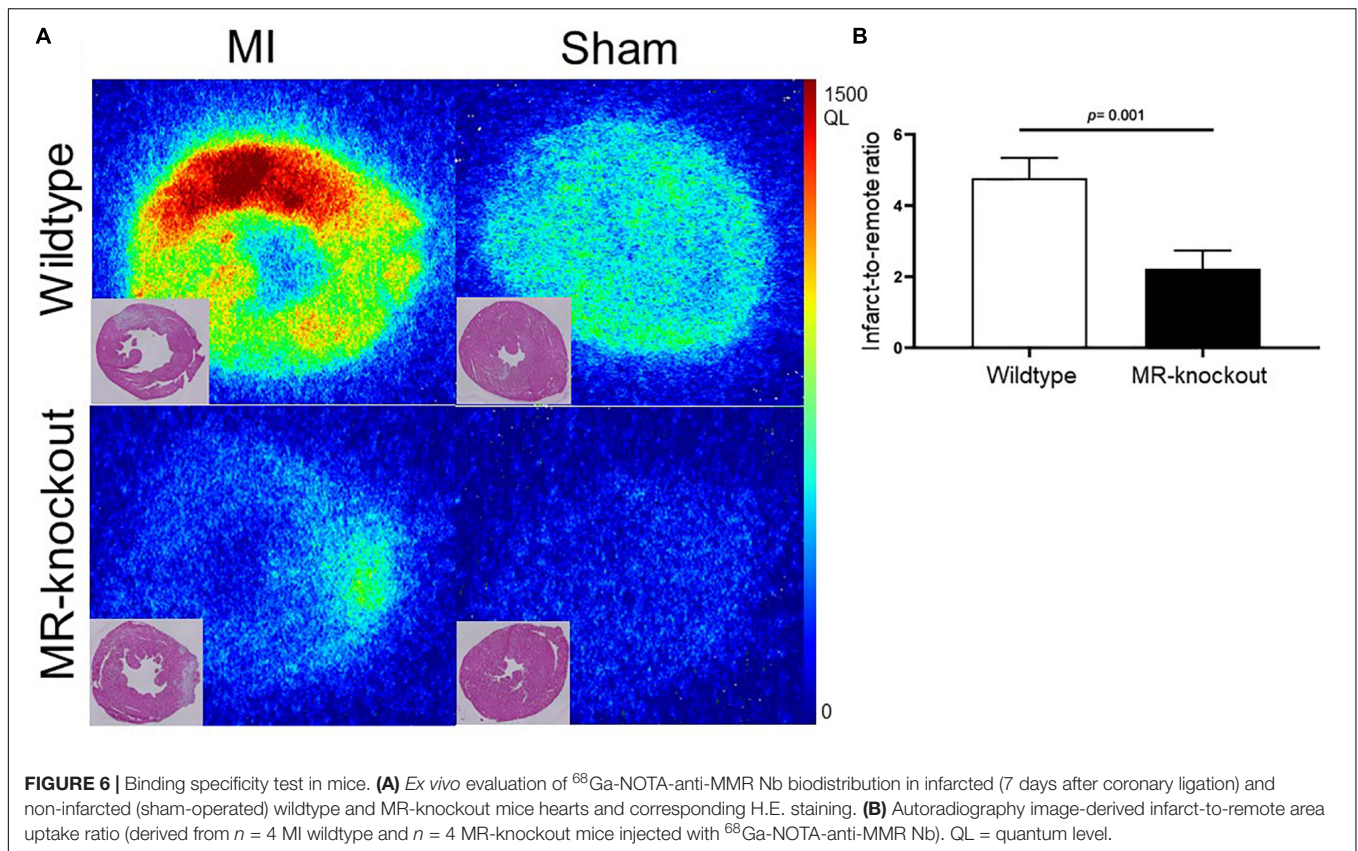 A
MI
Sham
Wildtype
MR-knockout
1500
QL
0
B
p= 0.001
Infarct-to-remote ratio
6
4
2
0
Wildtype
MR-knockout
FIGURE 6 | Binding specificity test in mice. (A) Ex vivo evaluation of ⁶⁸Ga-NOTA-anti-MMR Nb biodistribution in infarcted (7 days after coronary ligation) and
non-infarcted (sham-operated) wildtype and MR-knockout mice hearts and corresponding H.E. staining. (B) Autoradiography image-derived infarct-to-remote area
uptake ratio (derived from n = 4 MI wildtype and n = 4 MR-knockout mice injected with ⁶⁸Ga-NOTA-anti-MMR Nb). QL = quantum level.